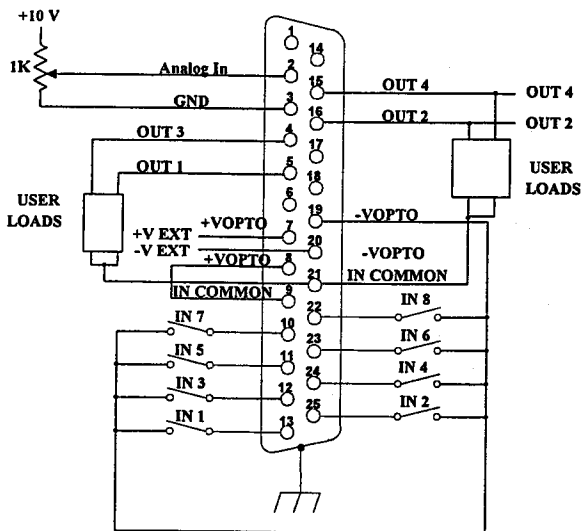 +10 V
1K
Analog In
GND
OUT 3
OUT 1
USER
LOADS
+VOPTO
+V EXT
-V EXT
+VOPTO
IN COMMON
IN 7
IN 5
IN 3
IN 1
1
2
3
4
5
6
7
8
9
10
11
12
13
14
15
16
17
18
19
20
21
22
23
24
25
OUT 4
OUT 4
OUT 2
OUT 2
USER
LOADS
-VOPTO
-VOPTO
IN COMMON
IN 8
IN 6
IN 4
IN 2